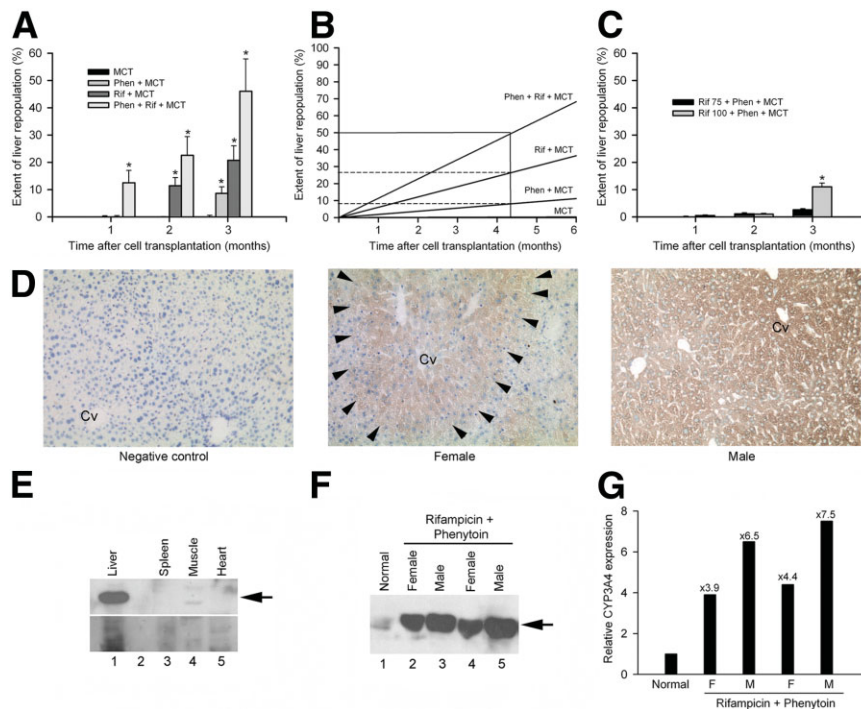 A
Extent of liver repopulation (%)
60
50
40
30
20
10
0
MCT
Phen + MCT
Rif + MCT
Phen + Rif + MCT
* * * * *
*
1 2 3
Time after cell transplantation (months)
B
Extent of liver repopulation (%)
100
90
80
70
60
50
40
30
20
10
0
Phen + Rif + MCT
Rif + MCT
Phen + MCT
MCT
1 2 3 4 5 6
Time after cell transplantation (months)
C
Extent of liver repopulation (%)
60
50
40
30
20
10
0
Rif 75 + Phen + MCT
Rif 100 + Phen + MCT
*
1 2 3
Time after cell transplantation (months)
D
Cv
Negative control
Cv
Female
Cv
Male
E
Liver
Spleen
Muscle
Heart
1 2 3 4 5
F
Rifampicin +
Phenytoin
Normal
Female
Male
Female
Male
1 2 3 4 5
G
Relative CYP3A4 expression
8
6
4
2
0
x3.9
x6.5
x4.4
x7.5
Normal F M F M
Rifampicin + Phenytoin